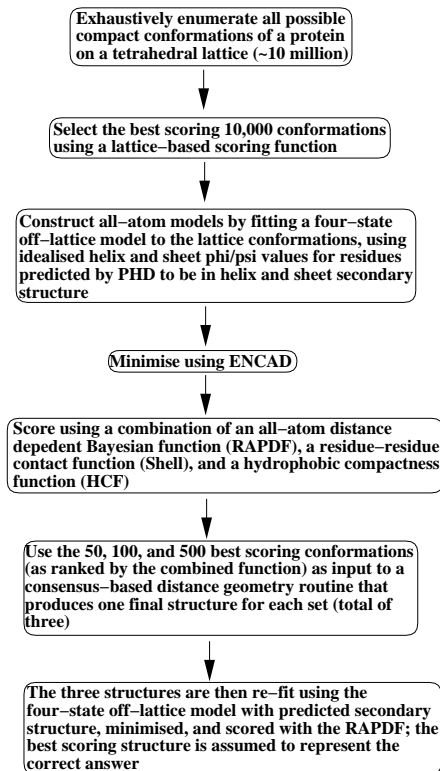 Exhaustively enumerate all possible
compact conformations of a protein
on a tetrahedral lattice (~10 million)
Select the best scoring 10,000 conformations
using a lattice−based scoring function
Construct all−atom models by fitting a four−state
off−lattice model to the lattice conformations, using
idealised helix and sheet phi/psi values for residues
predicted by PHD to be in helix and sheet secondary
structure
Minimise using ENCAD
Score using a combination of an all−atom distance
depedent Bayesian function (RAPDF), a residue−residue
contact function (Shell), and a hydrophobic compactness
function (HCF)
Use the 50, 100, and 500 best scoring conformations
(as ranked by the combined function) as input to a
consensus−based distance geometry routine that
produces one final structure for each set (total of
three)
The three structures are then re−fit using the
four−state off−lattice model with predicted secondary
structure, minimised, and scored with the RAPDF; the
best scoring structure is assumed to represent the
correct answer